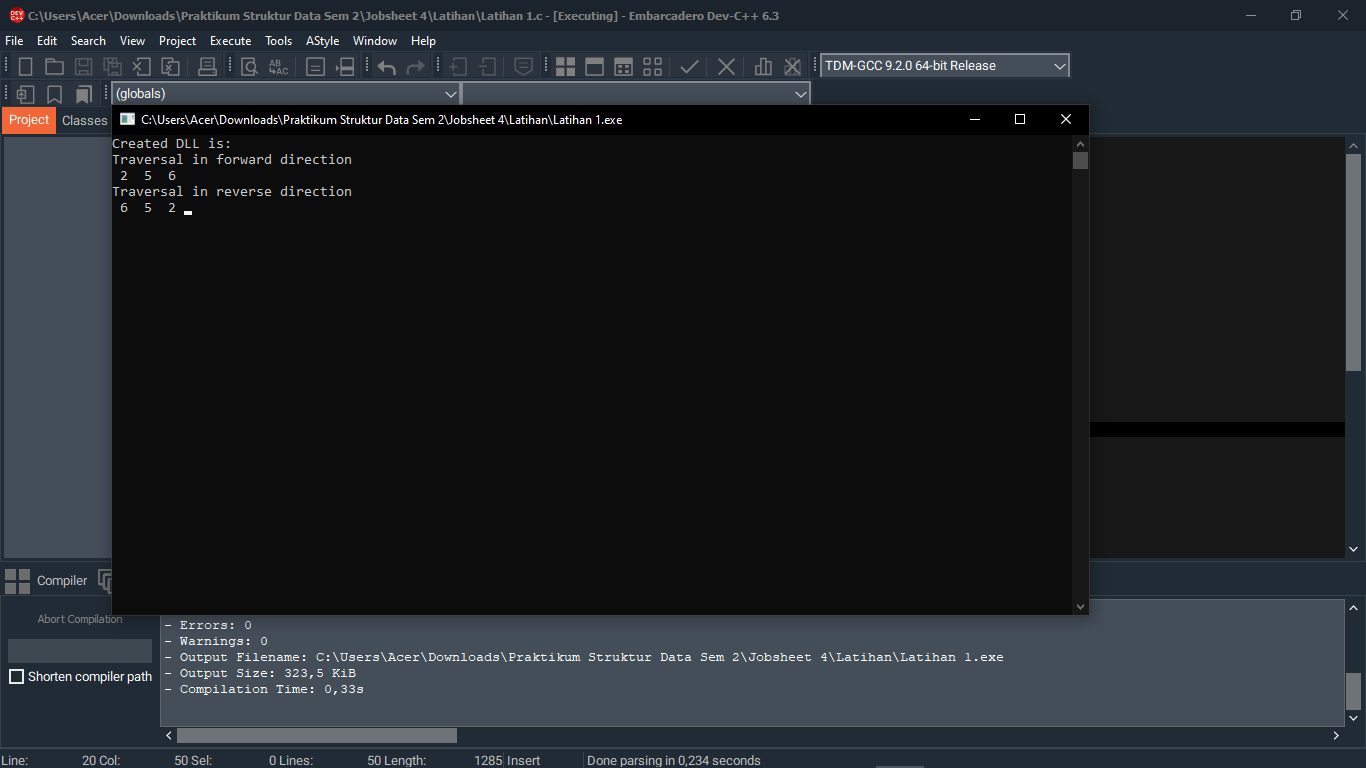 C:\Users\Acer\Downloads\Praktikum Struktur Data Sem 2\Jobsheet 4\Latihan\Latihan 1.c - [Executing] - Embarcadero Dev-C++ 6.3
File Edit Search View Project Execute Tools AStyle Window Help
TDM-GCC 9.2.0 64-bit Release
(globals)
Project Classes
C:\Users\Acer\Downloads\Praktikum Struktur Data Sem 2\Jobsheet 4\Latihan\Latihan 1.exe
Created DLL is:
Traversal in forward direction
2 5 6
Traversal in reverse direction
6 5 2
Compiler
Abort Compilation
Shorten compiler path
- Errors: 0
- Warnings: 0
- Output Filename: C:\Users\Acer\Downloads\Praktikum Struktur Data Sem 2\Jobsheet 4\Latihan\Latihan 1.exe
- Output Size: 323,5 KiB
- Compilation Time: 0,33s
Line: 20 Col: 50 Sel: 0 Lines: 50 Length: 1285 Insert Done parsing in 0,234 seconds